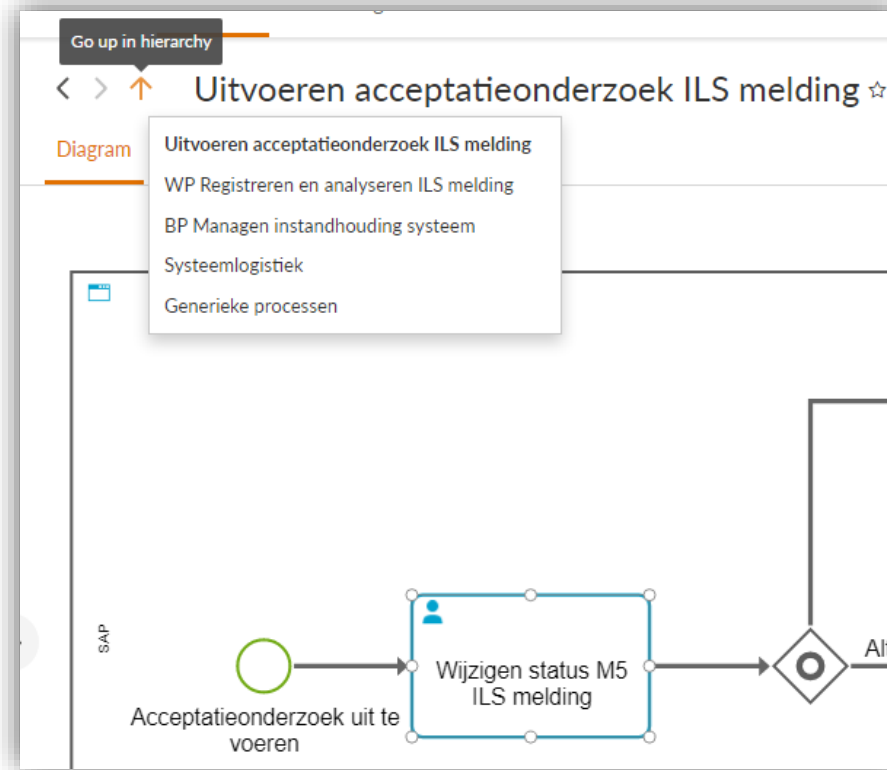 Go up in hierarchy
Uitvoeren acceptatieonderzoek ILS melding
Diagram
Uitvoeren acceptatieonderzoek ILS melding
WP Registreren en analyseren ILS melding
BP Managen instandhouding systeem
Systeemlogistiek
Generieke processen
SAP
Wijzigen status M5
ILS melding
Acceptatieonderzoek uit te
voeren